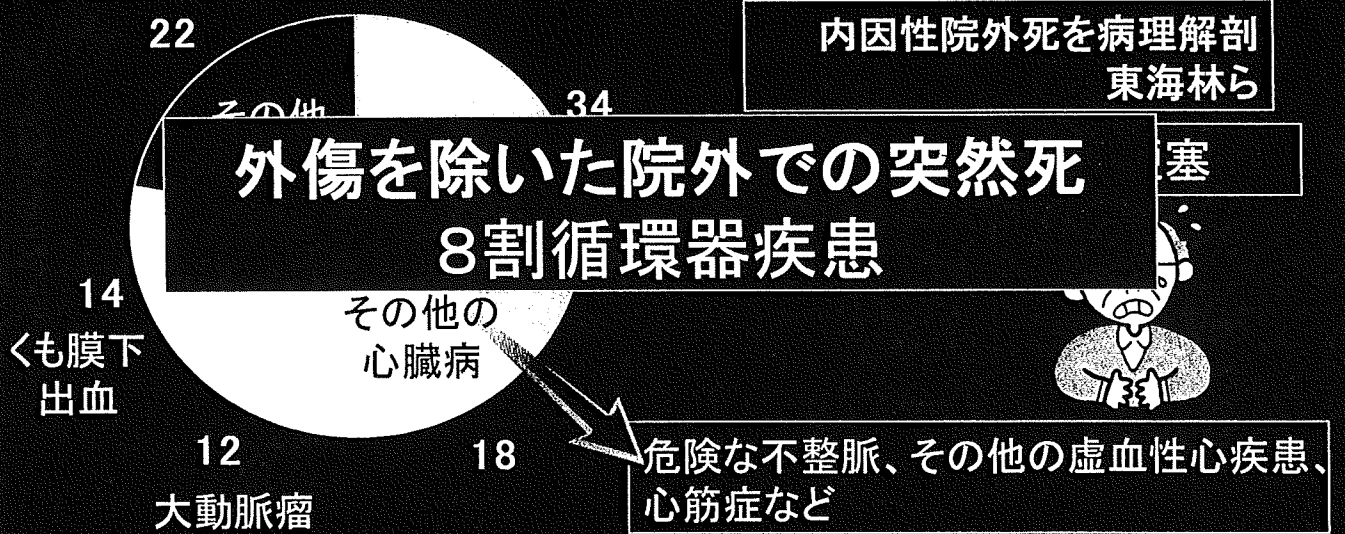 22
内因性院外死を病理解剖
東海林ら
その他
34
塞
外傷を除いた院外での突然死
8割循環器疾患
14
くも膜下
出血
その他の
心臓病
12
大動脈瘤
18
危険な不整脈、その他の虚血性心疾患、
心筋症など